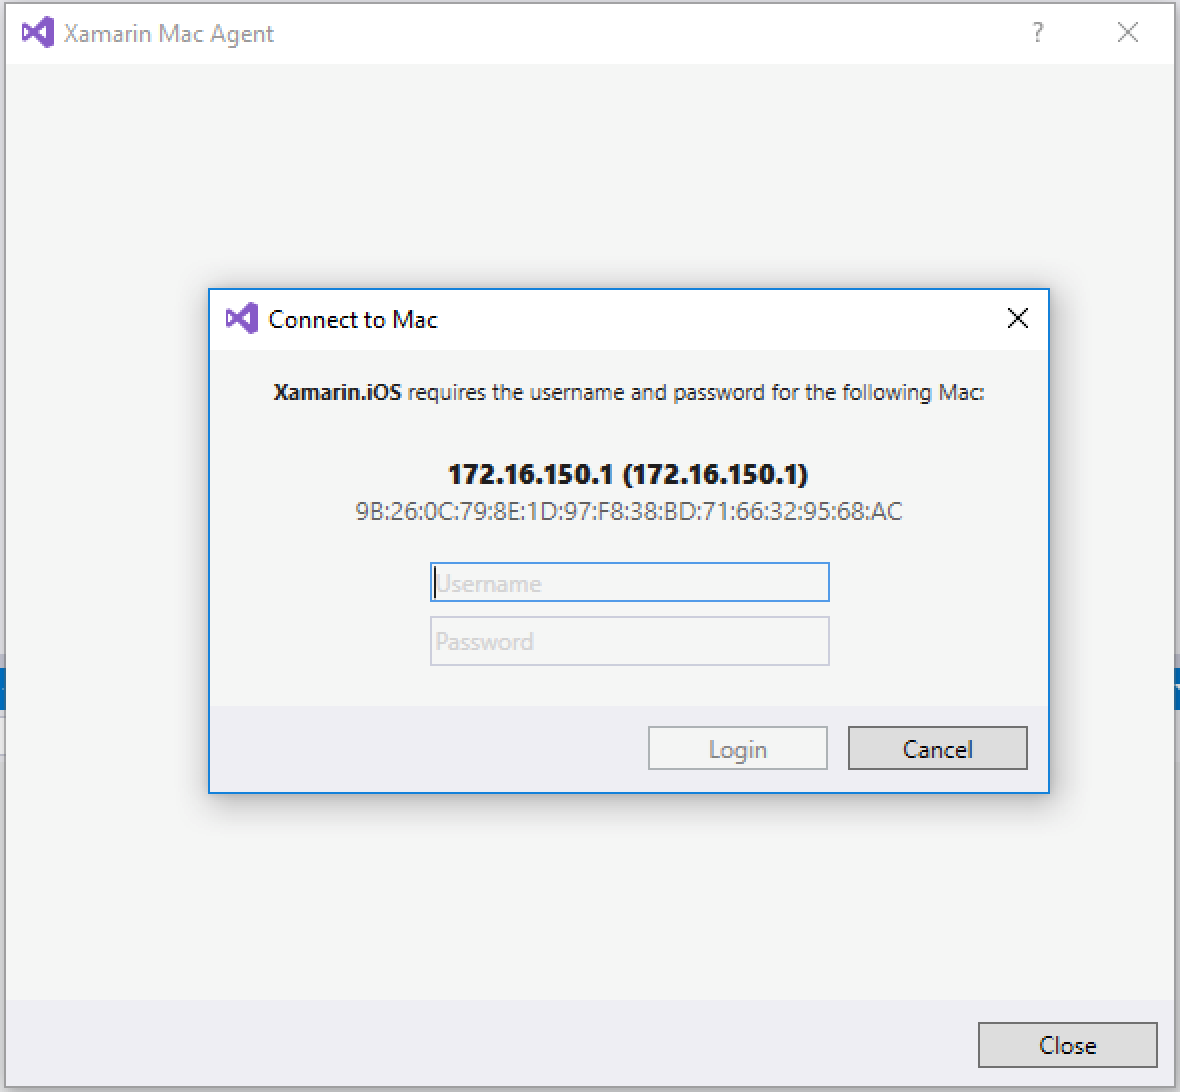 Xamarin Mac Agent
?
Connect to Mac
Xamarin.iOS requires the username and password for the following Mac:
172.16.150.1 (172.16.150.1)
9B:26:0C:79:8E:1D:97:F8:38:BD:71:66:32:95:68:AC
Username
Password
Login Cancel
Close